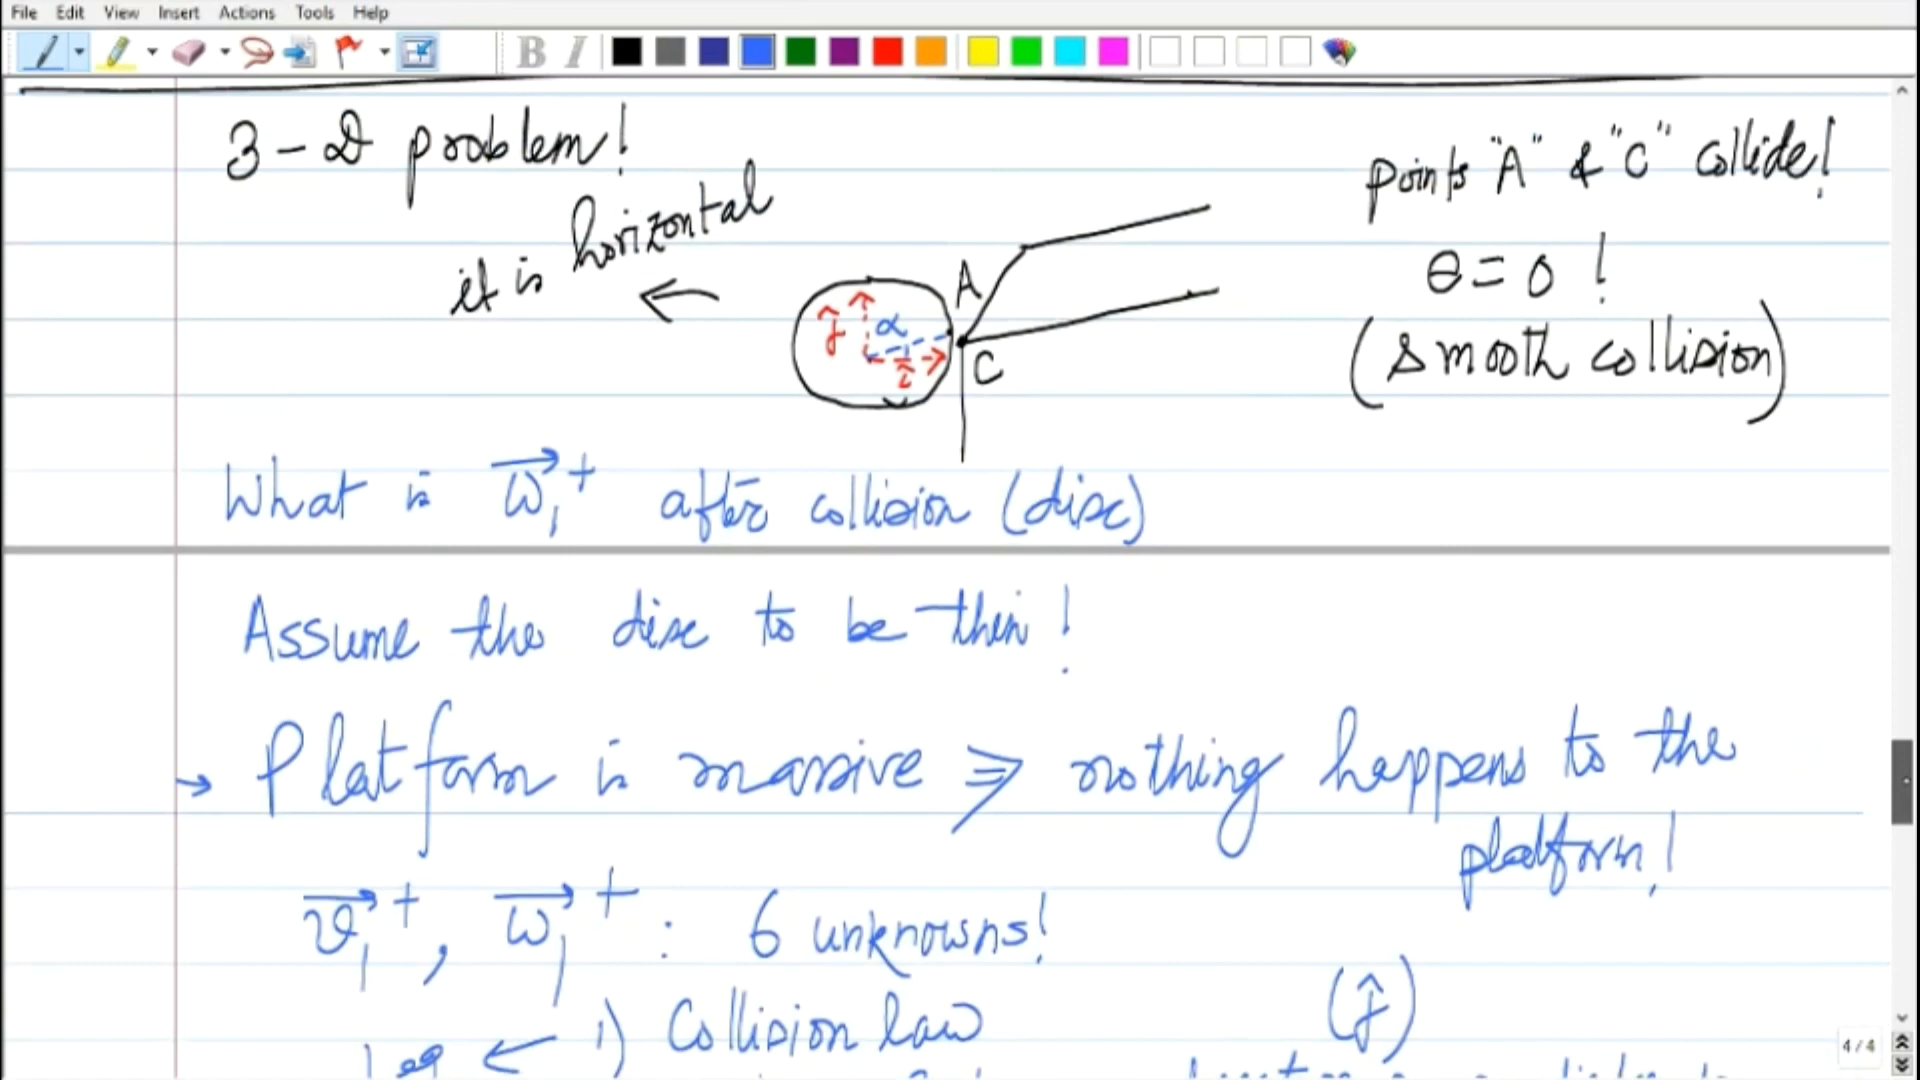 File Edit View Insert Actions Tools Help
B I
3-D problem!
it is horizontal
points "A" & "C" collide!
θ = 0 !
(smooth collision)
A
ĵ α
î
C
What is ω₁⁺ after collision (disc)
Assume the disc to be thin!
→ Platform is massive ⇒ nothing happens to the
platform!
v₁⁺, ω₁⁺ : 6 unknowns!
(ĵ)
← 1) Collision law
4/4